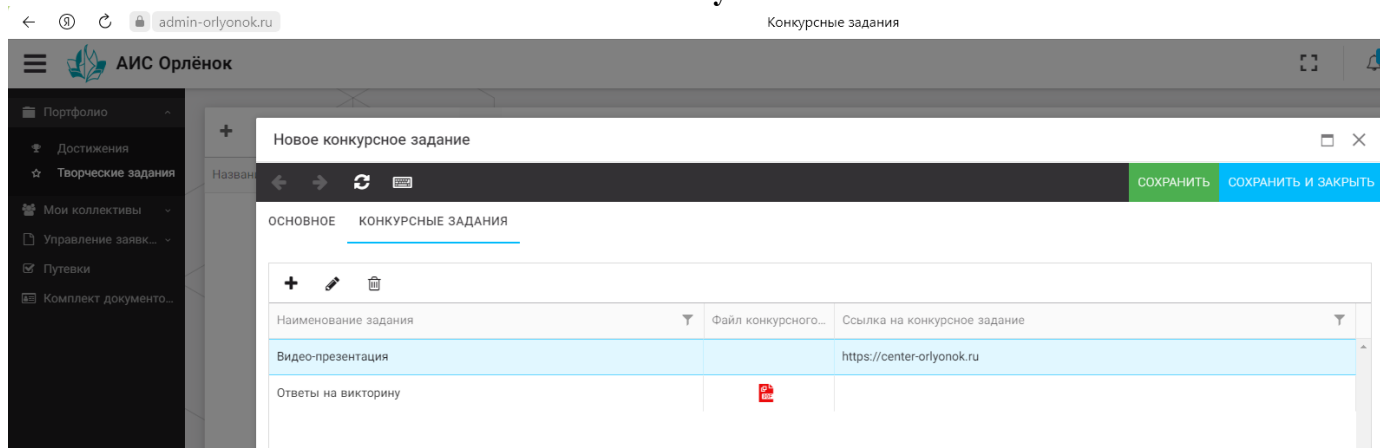 admin-orlyonok.ru
Конкурсные задания
АИС Орлёнок
Портфолио
Достижения
Творческие задания
Мои коллективы
Управление заявк...
Путевки
Комплект документо...
Новое конкурсное задание
СОХРАНИТЬ СОХРАНИТЬ И ЗАКРЫТЬ
ОСНОВНОЕ КОНКУРСНЫЕ ЗАДАНИЯ
Наименование задания Файл конкурсного... Ссылка на конкурсное задание
Видео-презентация https://center-orlyonok.ru
Ответы на викторину